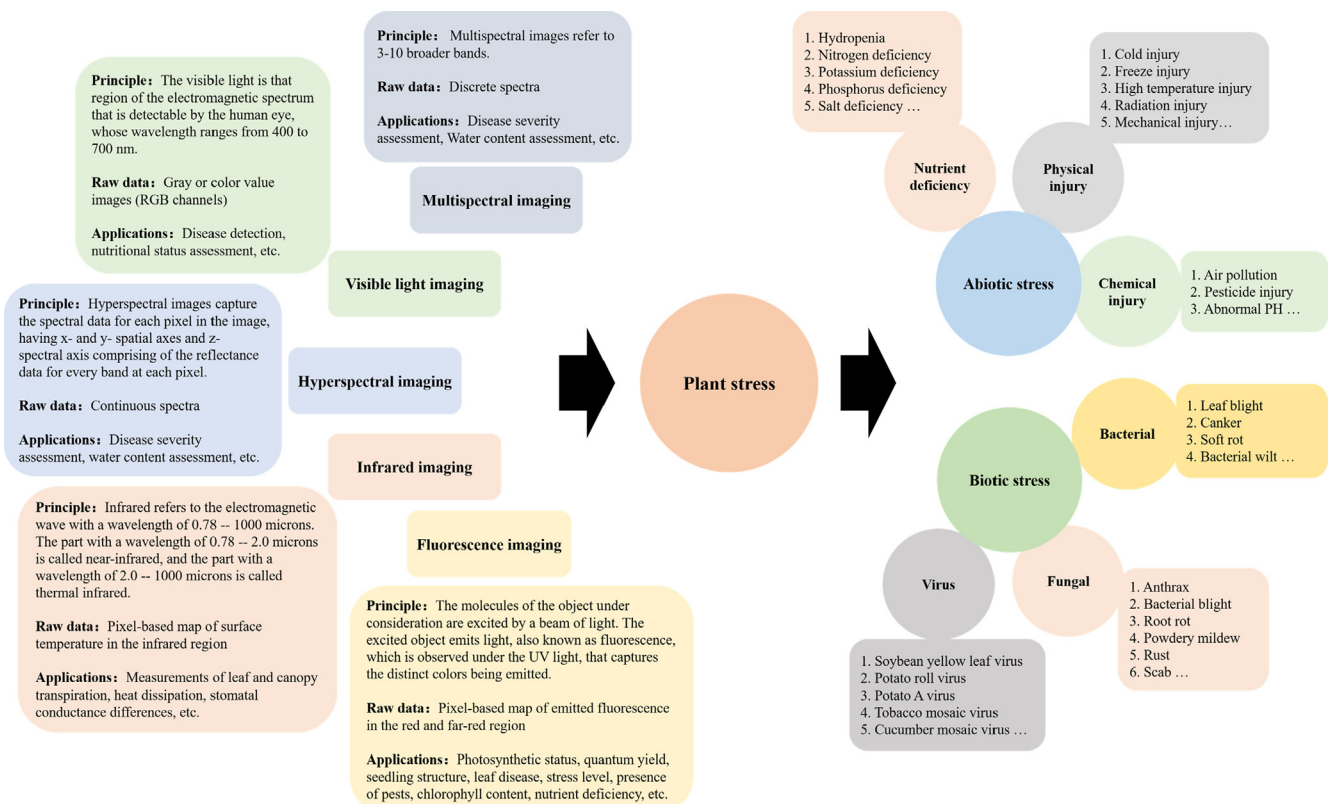 Principle： Multispectral images refer to
3-10 broader bands.
Raw data： Discrete spectra
Applications： Disease severity
assessment, Water content assessment, etc.
Multispectral imaging
Principle： The visible light is that
region of the electromagnetic spectrum
that is detectable by the human eye,
whose wavelength ranges from 400 to
700 nm.
Raw data： Gray or color value
images (RGB channels)
Applications： Disease detection,
nutritional status assessment, etc.
Visible light imaging
Principle： Hyperspectral images capture
the spectral data for each pixel in the image,
having x- and y- spatial axes and z-
spectral axis comprising of the reflectance
data for every band at each pixel.
Raw data： Continuous spectra
Applications： Disease severity
assessment, water content assessment, etc.
Hyperspectral imaging
Infrared imaging
Principle： Infrared refers to the electromagnetic
wave with a wavelength of 0.78 -- 1000 microns.
The part with a wavelength of 0.78 -- 2.0 microns
is called near-infrared, and the part with a
wavelength of 2.0 -- 1000 microns is called
thermal infrared.
Raw data： Pixel-based map of surface
temperature in the infrared region
Applications： Measurements of leaf and canopy
transpiration, heat dissipation, stomatal
conductance differences, etc.
Fluorescence imaging
Principle： The molecules of the object under
consideration are excited by a beam of light. The
excited object emits light, also known as fluorescence,
which is observed under the UV light, that captures
the distinct colors being emitted.
Raw data： Pixel-based map of emitted fluorescence
in the red and far-red region
Applications： Photosynthetic status, quantum yield,
seedling structure, leaf disease, stress level, presence
of pests, chlorophyll content, nutrient deficiency, etc.
Plant stress
1. Hydropenia
2. Nitrogen deficiency
3. Potassium deficiency
4. Phosphorus deficiency
5. Salt deficiency …
Nutrient
deficiency
1. Cold injury
2. Freeze injury
3. High temperature injury
4. Radiation injury
5. Mechanical injury…
Physical
injury
Abiotic stress
Chemical
injury
1. Air pollution
2. Pesticide injury
3. Abnormal PH …
Bacterial
1. Leaf blight
2. Canker
3. Soft rot
4. Bacterial wilt …
Biotic stress
Virus
1. Soybean yellow leaf virus
2. Potato roll virus
3. Potato A virus
4. Tobacco mosaic virus
5. Cucumber mosaic virus …
Fungal
1. Anthrax
2. Bacterial blight
3. Root rot
4. Powdery mildew
5. Rust
6. Scab …